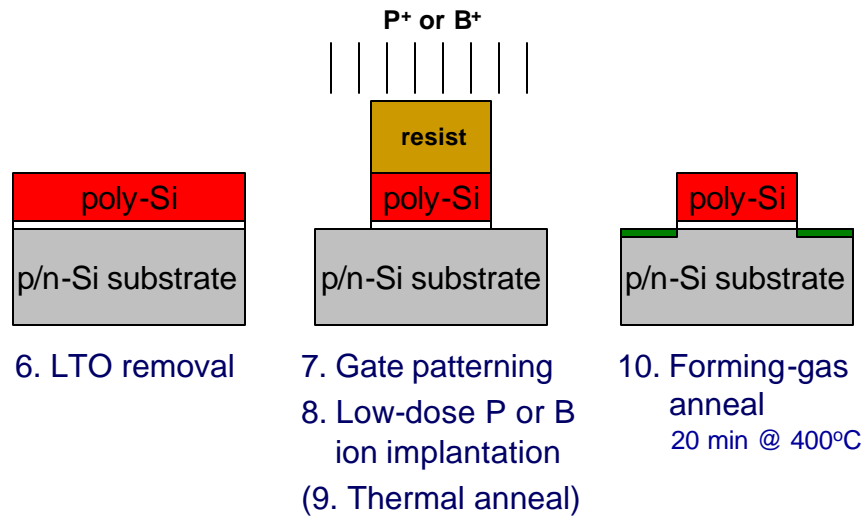 P+ or B+
resist
poly-Si
poly-Si
poly-Si
p/n-Si substrate
p/n-Si substrate
p/n-Si substrate
6. LTO removal
7. Gate patterning
8. Low-dose P or B
ion implantation
(9. Thermal anneal)
10. Forming-gas
anneal
20 min @ 400°C